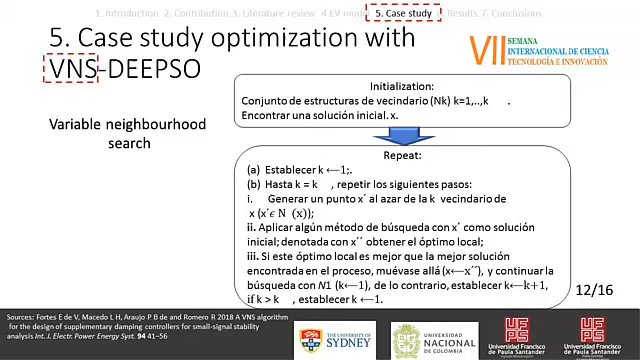 1. Introduction 2. Contribution 3. Literature review 4.EV model 5. Case study 6. Results 7. Conclusions
5. Case study optimization with
VNS-DEEPSO
VII SEMANA
INTERNACIONAL DE CIENCIA
TECNOLOGÍA E INNOVACIÓN
Variable neighbourhood
search
Initialization:
Conjunto de estructuras de vecindario (Nk) k=1,..,k .
Encontrar una solución inicial. x.
Repeat:
(a) Establecer k ⟵1;.
(b) Hasta k = k , repetir los siguientes pasos:
i. Generar un punto x´ al azar de la k vecindario de
x (x´ϵ N (x));
ii. Aplicar algún método de búsqueda con x´ como solución
inicial; denotada con x´´ obtener el óptimo local;
iii. Si este óptimo local es mejor que la mejor solución
encontrada en el proceso, muévase allá (x⟵x´´), y continuar la
búsqueda con N1 (k⟵1), de lo contrario, establecer k⟵k+1,
if k > k , establecer k ⟵1.
12/16
Sources: Fortes E de V, Macedo L H, Araujo P B de and Romero R 2018 A VNS algorithm
for the design of supplementary damping controllers for small-signal stability
analysis Int. J. Electr. Power Energy Syst. 94 41–56
THE UNIVERSITY OF
SYDNEY
UNIVERSIDAD
NACIONAL
DE COLOMBIA
UFPS
Universidad Francisco
de Paula Santander
UFPS
Universidad Francisco
de Paula Santander